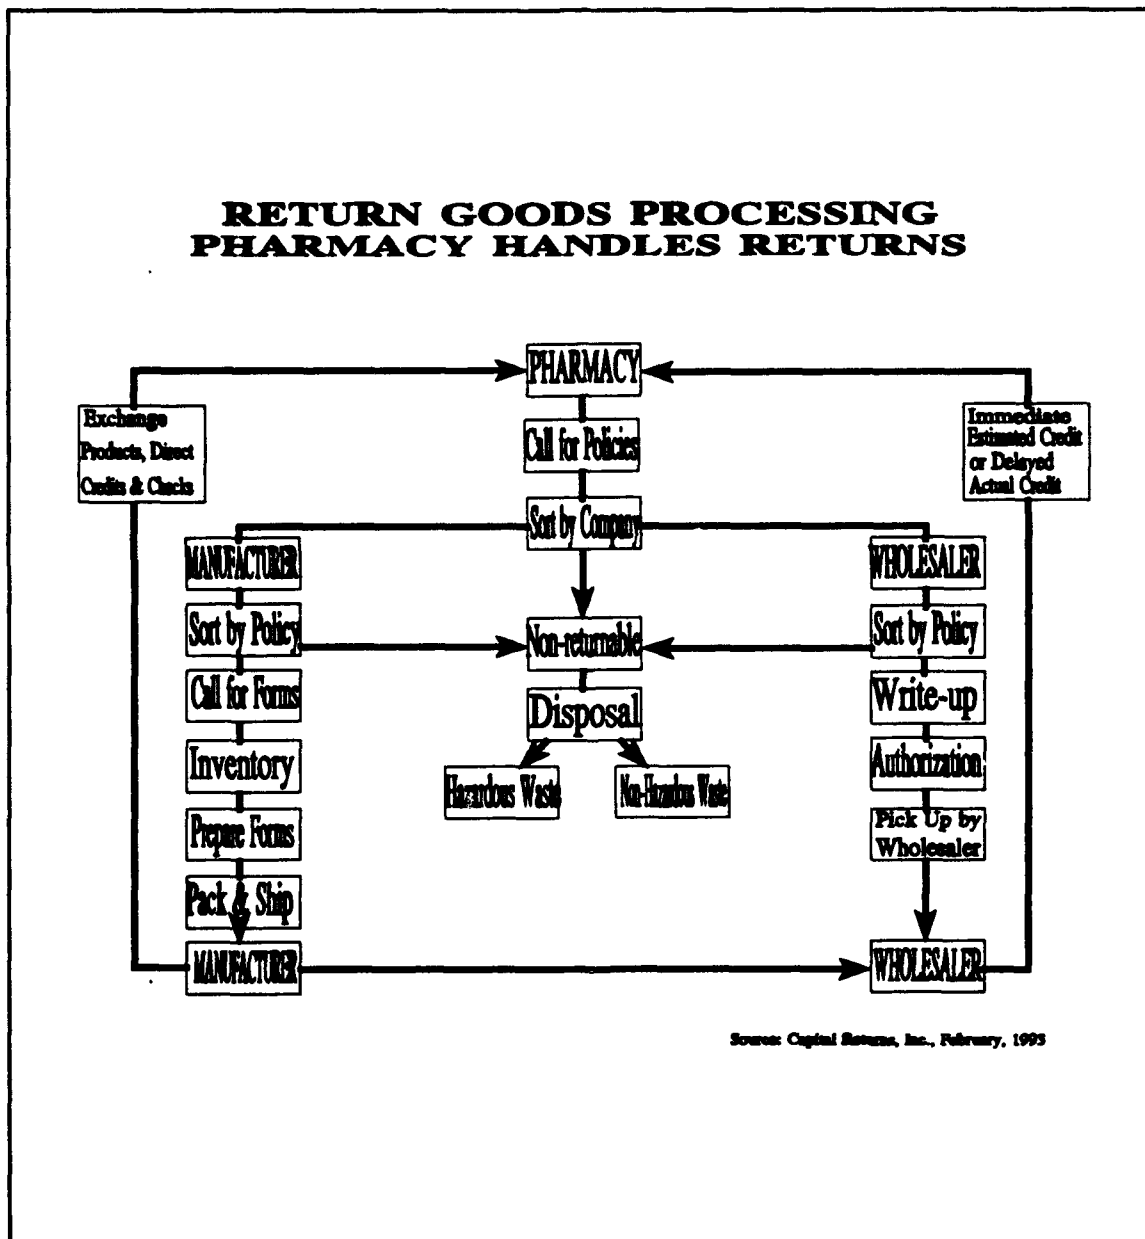 RETURN GOODS PROCESSING
PHARMACY HANDLES RETURNS
PHARMACY
Exchange
Products, Direct
Credits & Checks
Call for Policies
Immediate
Estimated Credit
or Delayed
Actual Credit
Sort by Company
MANUFACTURER
WHOLESALER
Sort by Policy
Non-returnable
Sort by Policy
Call for Forms
Disposal
Write-up
Inventory
Hazardous Waste
Non-Hazardous Waste
Authorization
Prepare Forms
Pick Up by
Wholesaler
Pack & Ship
MANUFACTURER
WHOLESALER
Source: Capital Returns, Inc., February, 1993